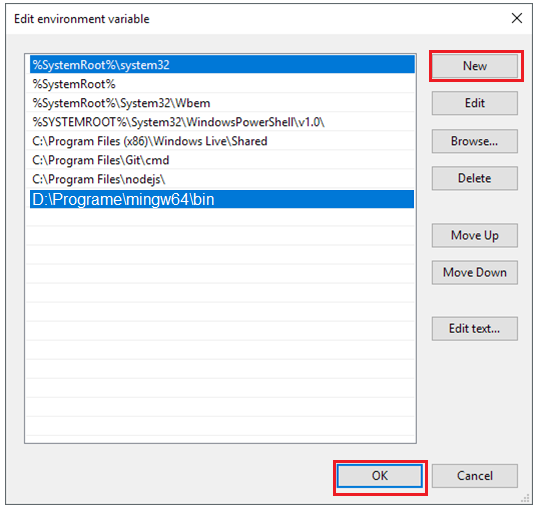 Edit environment variable
%SystemRoot%\system32
%SystemRoot%
%SystemRoot%\System32\Wbem
%SYSTEMROOT%\System32\WindowsPowerShell\v1.0\
C:\Program Files (x86)\Windows Live\Shared
C:\Program Files\Git\cmd
C:\Program Files\nodejs\
D:\Programe\mingw64\bin
New
Edit
Browse...
Delete
Move Up
Move Down
Edit text...
OK
Cancel